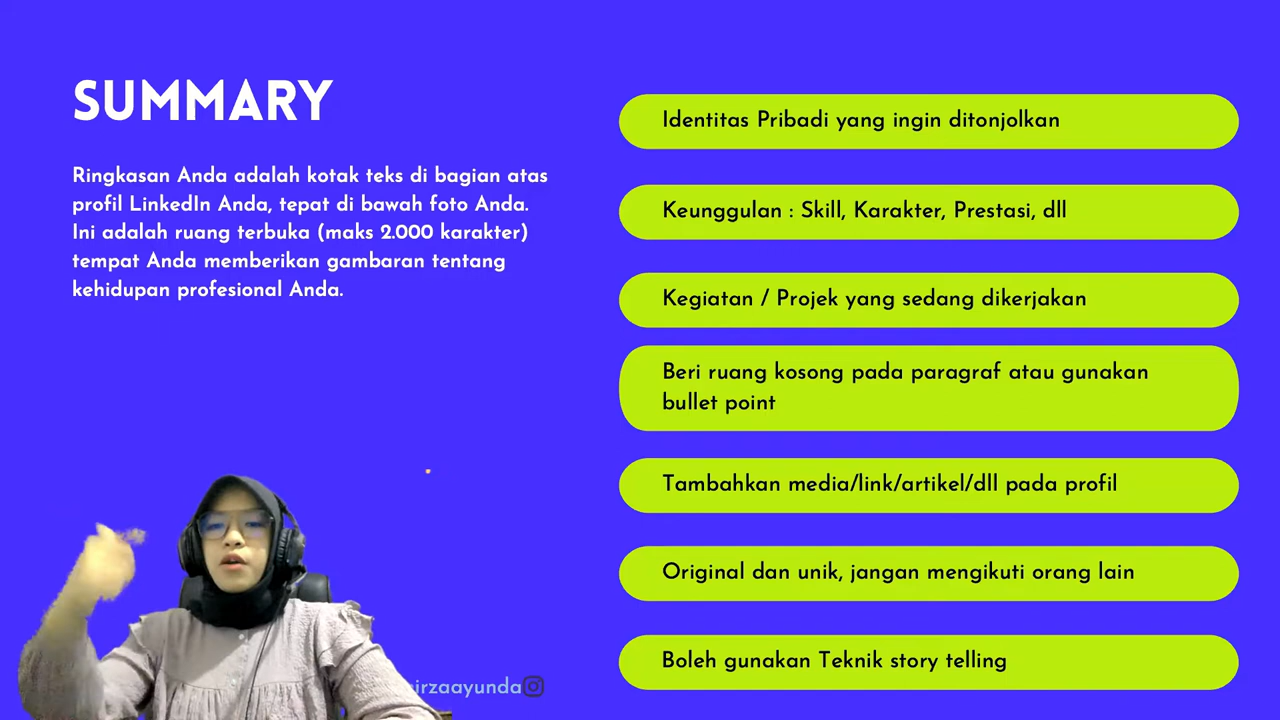 SUMMARY
Ringkasan Anda adalah kotak teks di bagian atas
profil LinkedIn Anda, tepat di bawah foto Anda.
Ini adalah ruang terbuka (maks 2.000 karakter)
tempat Anda memberikan gambaran tentang
kehidupan profesional Anda.
Identitas Pribadi yang ingin ditonjolkan
Keunggulan : Skill, Karakter, Prestasi, dll
Kegiatan / Projek yang sedang dikerjakan
Beri ruang kosong pada paragraf atau gunakan
bullet point
Tambahkan media/link/artikel/dll pada profil
Original dan unik, jangan mengikuti orang lain
Boleh gunakan Teknik story telling